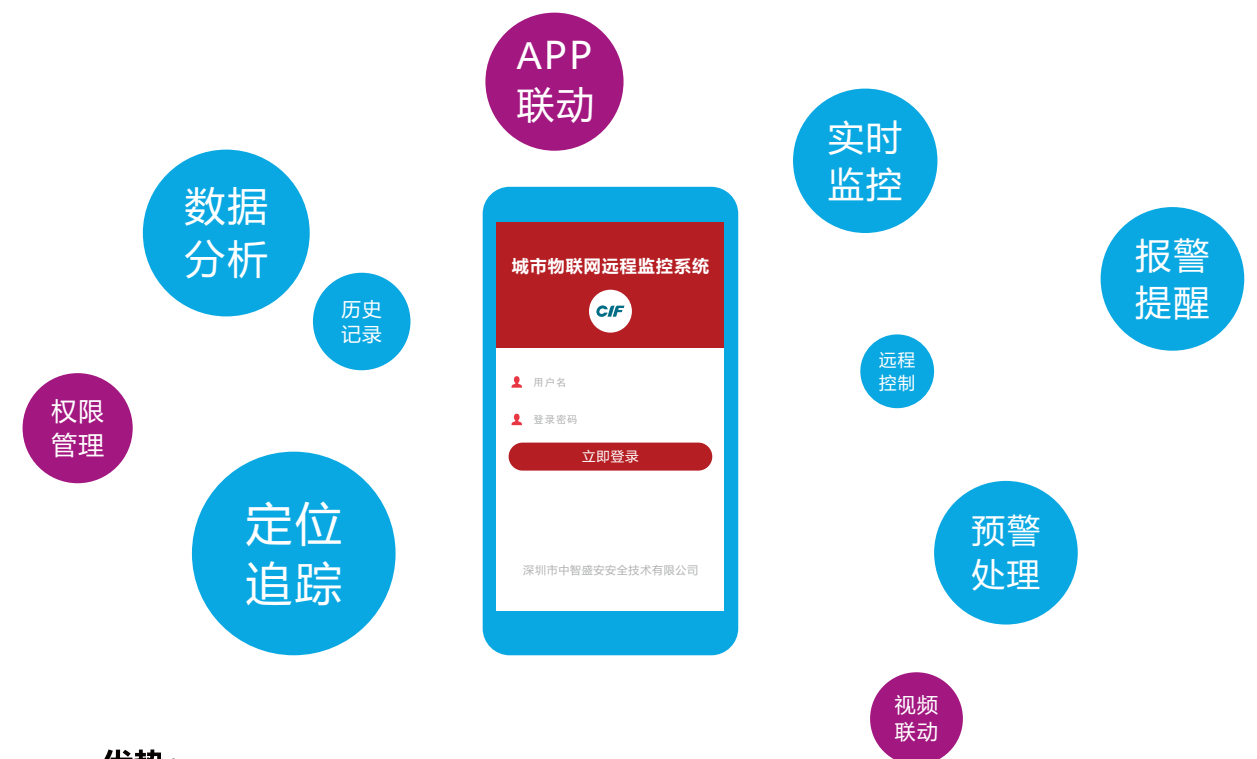 APP
联动
实时
监控
数据
分析
报警
提醒
历史
记录
城市物联网远程监控系统
CIF
远程
控制
用户名
登录密码
立即登录
权限
管理
定位
追踪
预警
处理
深圳市中智盛安安全技术有限公司
视频
联动